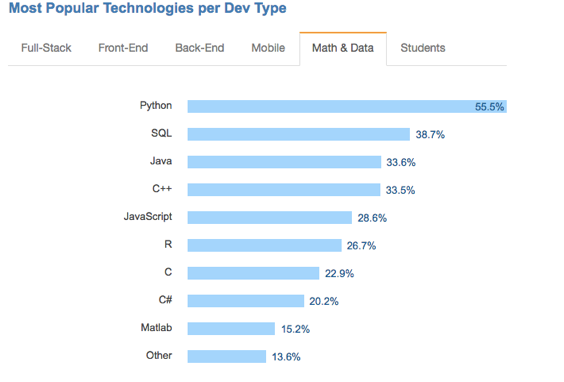 Most Popular Technologies per Dev Type
Full-Stack Front-End Back-End Mobile Math & Data Students
Python 55.5%
SQL 38.7%
Java 33.6%
C++ 33.5%
JavaScript 28.6%
R 26.7%
C 22.9%
C# 20.2%
Matlab 15.2%
Other 13.6%